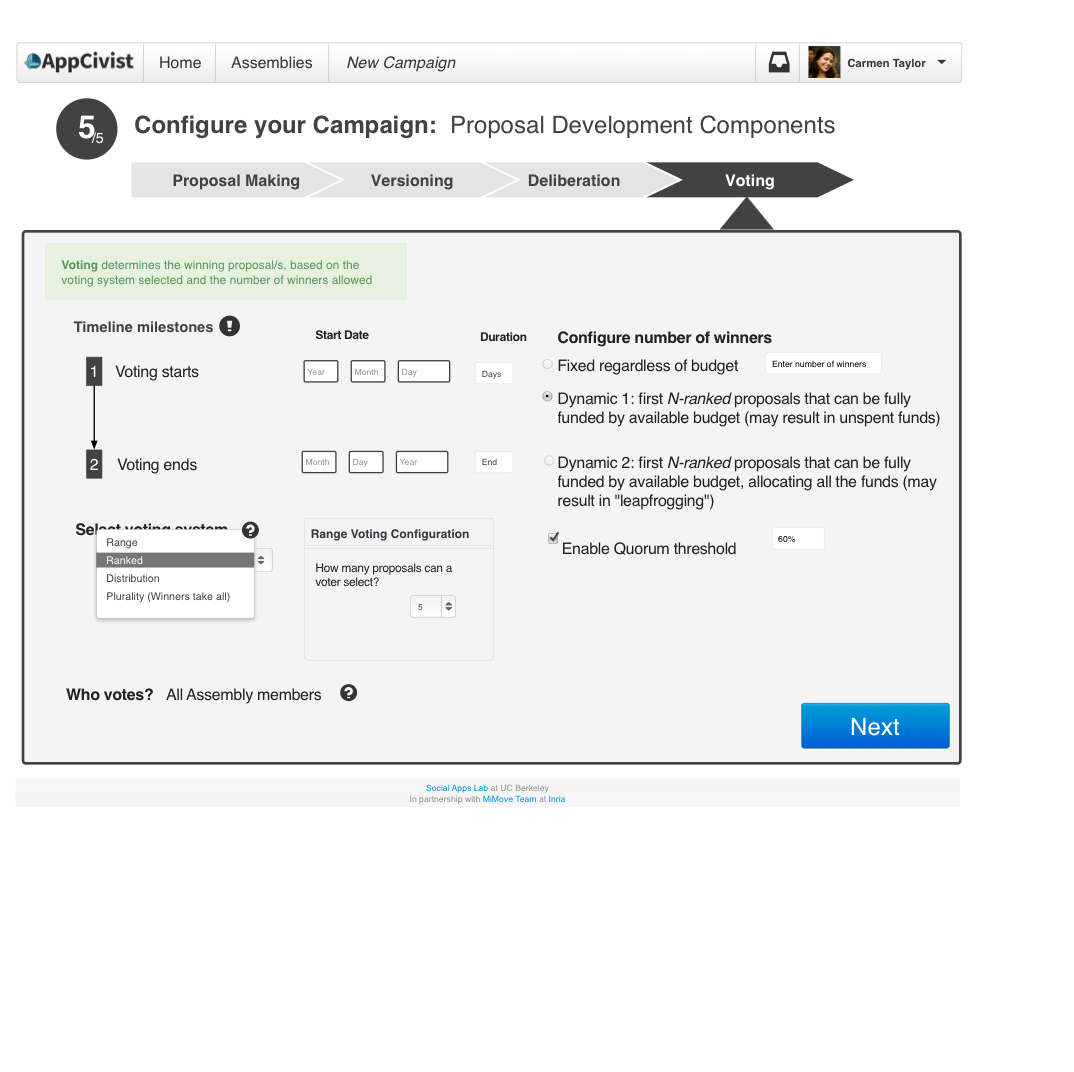 AppCivist Home Assemblies New Campaign Carmen Taylor
5/5 Configure your Campaign: Proposal Development Components
Proposal Making Versioning Deliberation Voting
Voting determines the winning proposal/s, based on the
voting system selected and the number of winners allowed
Timeline milestones !
Start Date
Duration
1 Voting starts
Year Month Day Days
2 Voting ends
Month Day Year End
Select voting system ?
Range
Ranked
Distribution
Plurality (Winners take all)
Range Voting Configuration
How many proposals can a
voter select?
5
Configure number of winners
Fixed regardless of budget Enter number of winners
Dynamic 1: first N-ranked proposals that can be fully
funded by available budget (may result in unspent funds)
Dynamic 2: first N-ranked proposals that can be fully
funded by available budget, allocating all the funds (may
result in "leapfrogging")
Enable Quorum threshold 60%
Who votes? All Assembly members ?
Next
Social Apps Lab at UC Berkeley
In partnership with MiMove Team at Inria